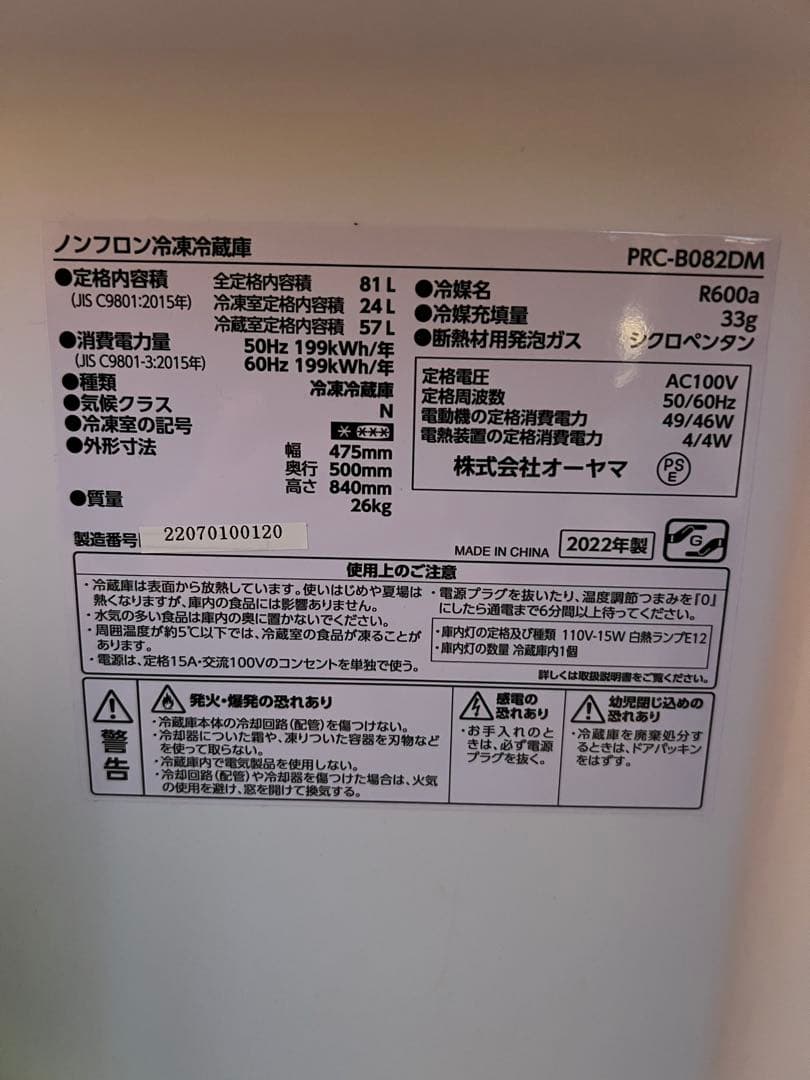 ノンフロン冷凍冷蔵庫
PRC-B082DM
●定格内容積
(JIS C9801:2015年)
全定格内容積 81 L
冷凍室定格内容積 24 L
冷蔵室定格内容積 57 L
●消費電力量
(JIS C9801-3:2015年)
50Hz 199kWh/年
60Hz 199kWh/年
●種類 冷凍冷蔵庫
●気候クラス N
●冷凍室の記号
●外形寸法
幅 475mm
奥行 500mm
高さ 840mm
●質量 26kg
●冷媒名 R600a
●冷媒充填量 33g
●断熱材用発泡ガス シクロペンタン
定格電圧 AC100V
定格周波数 50/60Hz
電動機の定格消費電力 49/46W
電熱装置の定格消費電力 4/4W
株式会社オーヤマ
PS
E
製造番号 22070100120
MADE IN CHINA
2022年製
G
使用上のご注意
・冷蔵庫は表面から放熱しています。使いはじめや夏場は
熱くなりますが、庫内の食品には影響ありません。
・水気の多い食品は庫内の奥に置かないでください。
・周囲温度が約5℃以下では、冷蔵室の食品が凍ることが
あります。
・電源は、定格15A・交流100Vのコンセントを単独で使う。
・電源プラグを抜いたり、温度調節つまみを「0」
にしたら通電まで6分間以上待ってください。
・庫内灯の定格及び種類 110V-15W 白熱ランプE12
・庫内灯の数量 冷蔵庫内1個
詳しくは取扱説明書をご覧ください。
警告
発火・爆発の恐れあり
・冷蔵庫本体の冷却回路(配管)を傷つけない。
・冷却器についた霜や、凍りついた容器を刃物など
を使って取らない。
・冷蔵庫内で電気製品を使用しない。
・冷却回路(配管)や冷却器を傷つけた場合は、火気
の使用を避け、窓を開けて換気する。
感電の
恐れあり
・お手入れのと
きは、必ず電源
プラグを抜く。
幼児閉じ込めの
恐れあり
・冷蔵庫を廃棄処分す
るときは、ドアパッキン
をはずす。